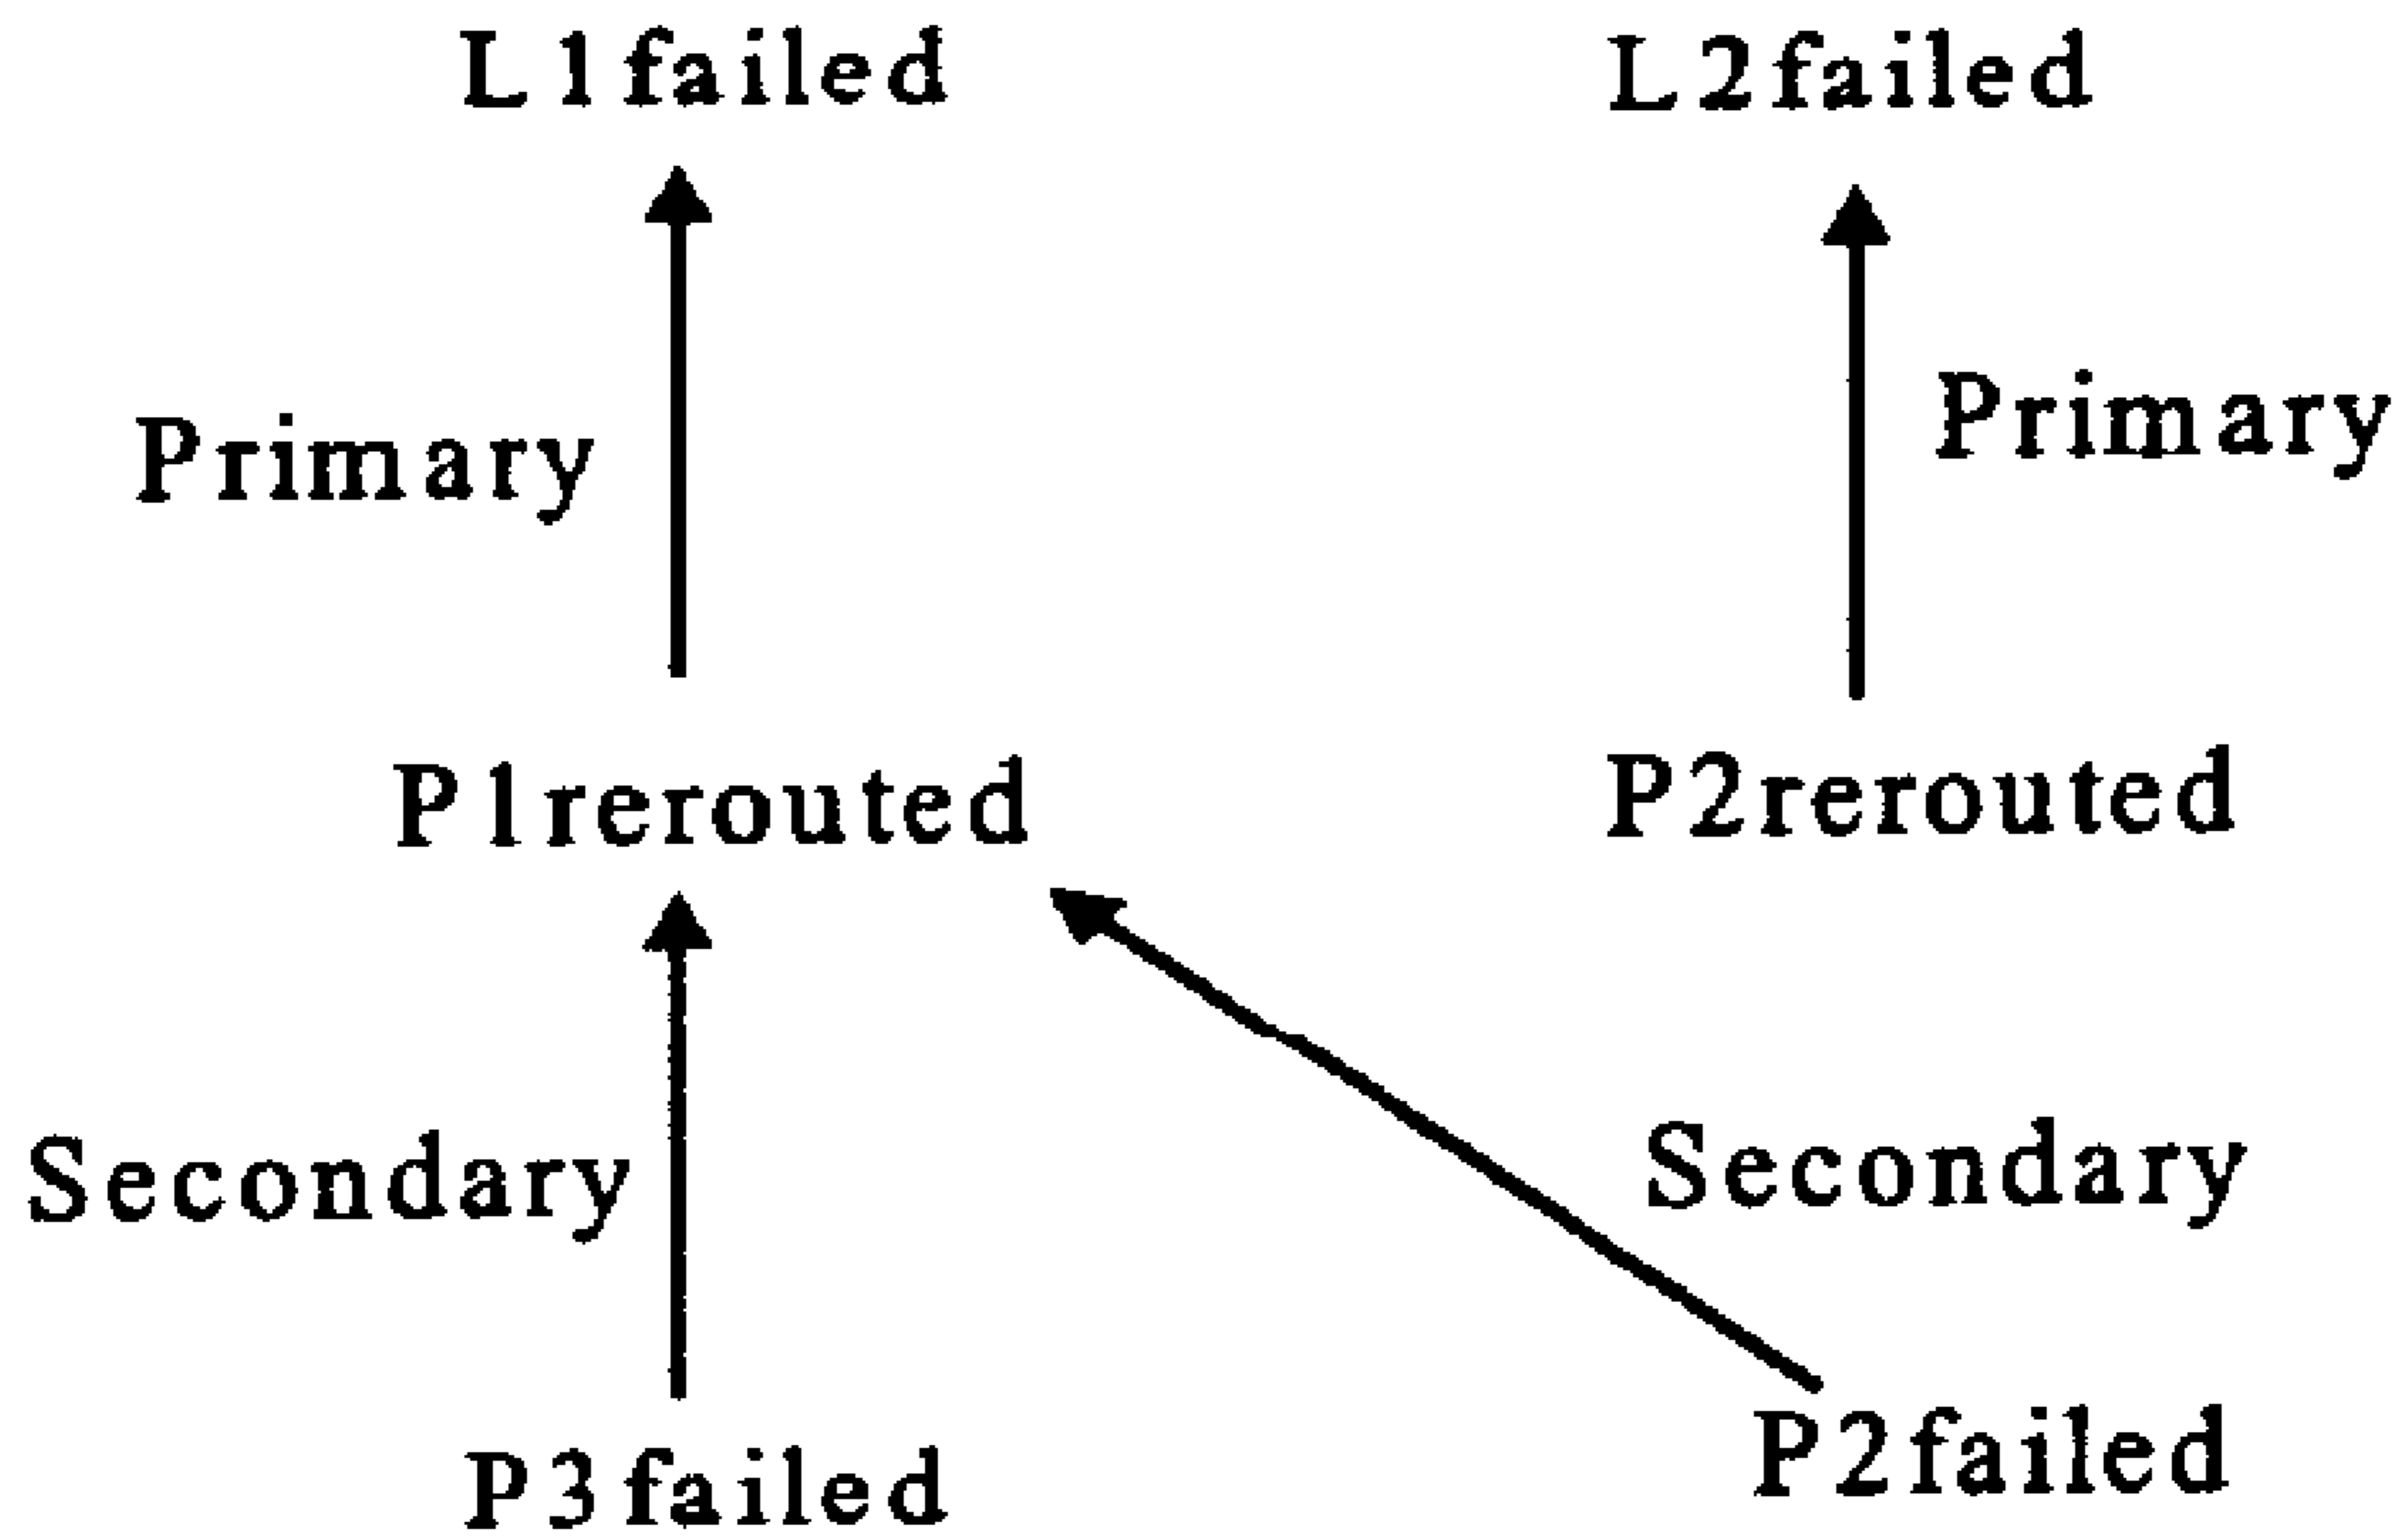 L1failed
L2failed
Primary
Primary
P1rerouted
P2rerouted
Secondary
Secondary
P3failed
P2failed